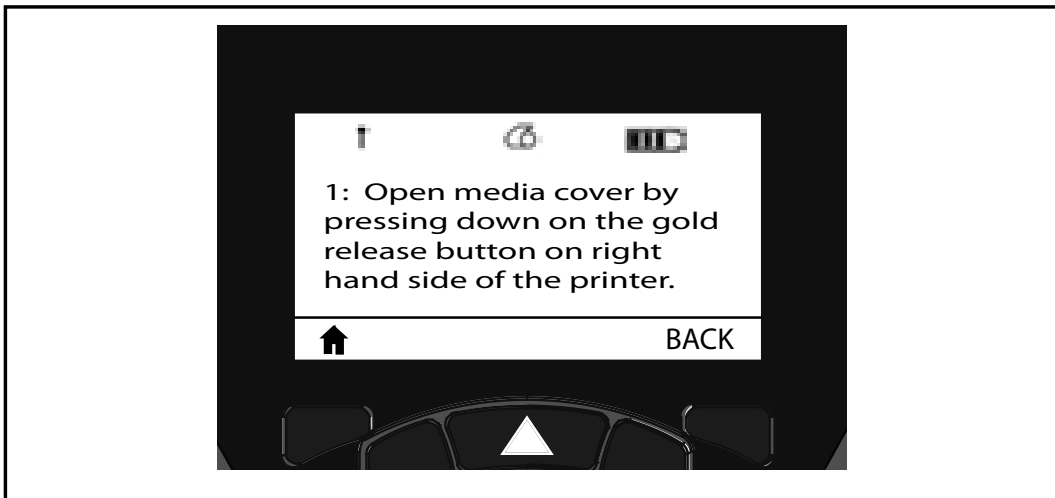 1: Open media cover by
pressing down on the gold
release button on right
hand side of the printer.
BACK